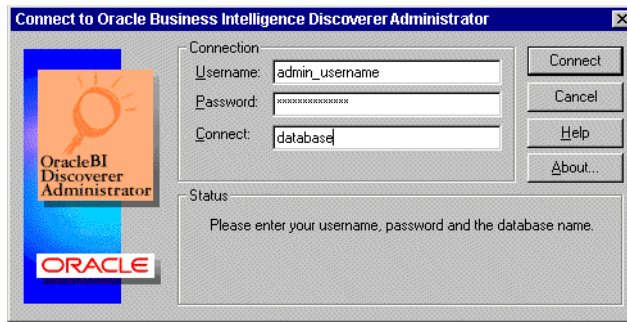 Connect to Oracle Business Intelligence Discoverer Administrator
Connection
Username: admin_username
Password: xxxxxxxxxxxxxx
Connect: database
Connect
Cancel
Help
About...
OracleBI
Discoverer
Administrator
ORACLE
Status
Please enter your username, password and the database name.